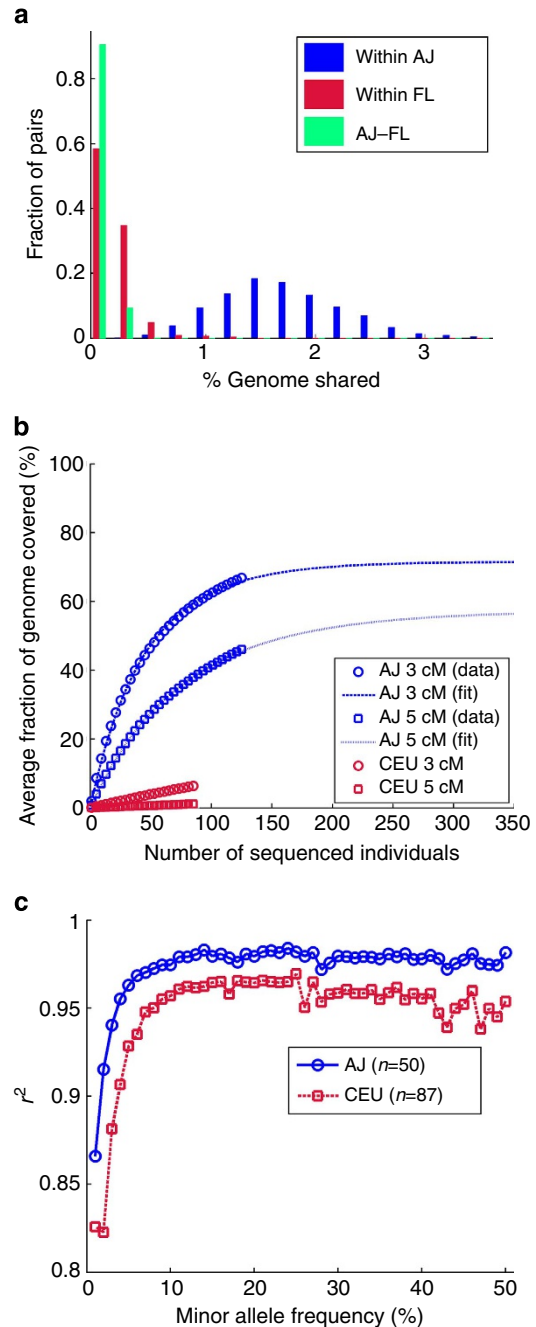 a
Fraction of pairs
0.8
0.6
0.4
0.2
0
0
1
2
3
% Genome shared
Within AJ
Within FL
AJ–FL
b
Average fraction of genome covered (%)
100
80
60
40
20
0
0
50
100
150
200
250
300
350
Number of sequenced individuals
AJ 3 cM (data)
AJ 3 cM (fit)
AJ 5 cM (data)
AJ 5 cM (fit)
CEU 3 cM
CEU 5 cM
c
r²
1
0.95
0.9
0.85
0.8
0
10
20
30
40
50
Minor allele frequency (%)
AJ (n=50)
CEU (n=87)